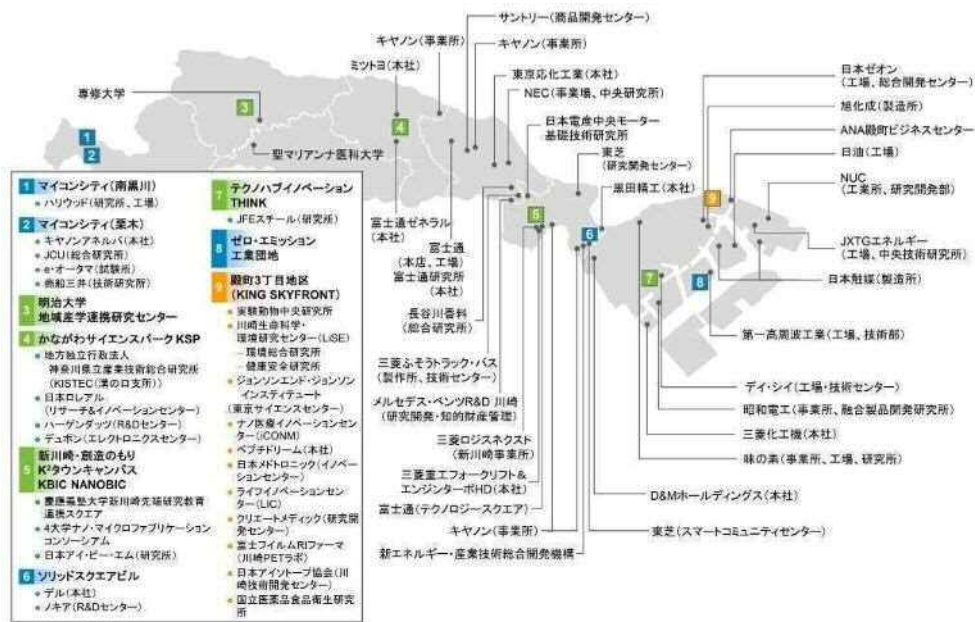 サントリー(商品開発センター)
キヤノン(事業所)
キヤノン(事業所)
ミツトヨ(本社)
東京応化工業(本社)
NEC(事業場、中央研究所)
専修大学
日本電産中央モーター
基礎技術研究所
聖マリアンナ医科大学
東芝
(研究開発センター)
黒田精工(本社)
日本ゼオン
(工場、総合開発センター)
旭化成(製造所)
ANA殿町ビジネスセンター
日油(工場)
NUC
(工業所、研究開発部)
JXTGエネルギー
(工場、中央技術研究所)
日本触媒(製造所)
第一高周波工業(工場、技術部)
デイ・シイ(工場・技術センター)
昭和電工(事業所、融合製品開発研究所)
三菱化工機(本社)
味の素(事業所、工場、研究所)
D&Mホールディングス(本社)
東芝(スマートコミュニティセンター)
富士通ゼネラル
(本社)
富士通
(本店、工場)
富士通研究所
(本社)
長谷川香料
(総合研究所)
三菱ふそうトラック・バス
(製作所、技術センター)
メルセデス・ベンツR&D 川崎
(研究開発・知的財産管理)
三菱ロジスネクスト
(新川崎事業所)
三菱重工フォークリフト&
エンジンターボHD(本社)
富士通(テクノロジースクエア)
キヤノン(事業所)
新エネルギー・産業技術総合開発機構
1
2
3
4
5
6
7
8
9
1 マイコンシティ(南黒川)
ハリウッド(研究所、工場)
2 マイコンシティ(栗木)
キヤノンアネルバ(本社)
JCU(総合研究所)
e・オータマ(試験所)
商船三井(技術研究所)
3 明治大学
地域産学連携研究センター
4 かながわサイエンスパーク KSP
地方独立行政法人
神奈川県立産業技術総合研究所
(KISTEC(溝の口支所))
日本ロレアル
(リサーチ&イノベーションセンター)
ハーゲンダッツ(R&Dセンター)
デュポン(エレクトロニクスセンター)
5 新川崎・創造のもり
K²タウンキャンパス
KBIC NANOBIC
慶應義塾大学新川崎先端研究教育
連携スクエア
4大学ナノ・マイクロファブリケーション
コンソーシアム
日本アイ・ビー・エム(研究所)
6 ソリッドスクエアビル
デル(本社)
ノキア(R&Dセンター)
7 テクノハブイノベーション
THINK
JFEスチール(研究所)
8 ゼロ・エミッション
工業団地
9 殿町3丁目地区
(KING SKYFRONT)
実験動物中央研究所
川崎生命科学・
環境研究センター(LiSE)
－環境総合研究所
－健康安全研究所
ジョンソンエンド・ジョンソン
インスティテュート
(東京サイエンスセンター)
ナノ医療イノベーションセン
ター(iCONM)
ペプチドリーム(本社)
日本メドトロニック(イノベー
ションセンター)
ライフイノベーションセン
ター(LIC)
クリエートメディック(研究開
発センター)
富士フイルムRIファーマ
(川崎PETラボ)
日本アイソトープ協会(川
崎技術開発センター)
国立医薬品食品衛生研究
所